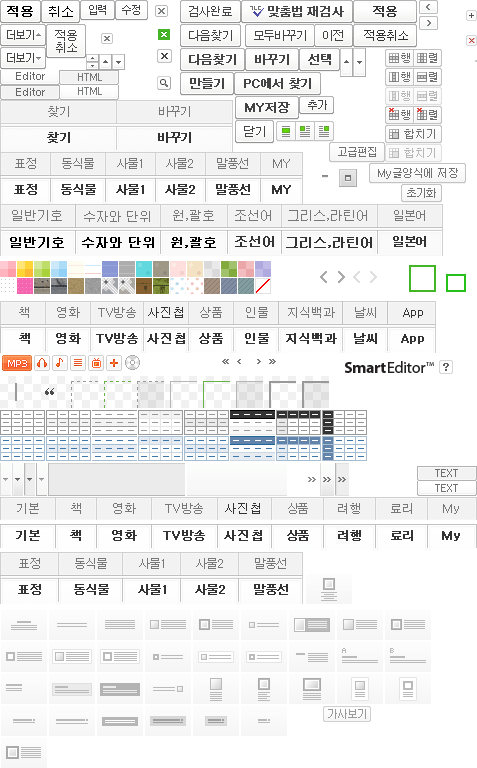 적용 취소 입력 수정 검사완료 맞춤법 재검사 적용
더보기 적용 취소 다음찾기 모두바꾸기 이전 적용취소
더보기 다음찾기 바꾸기 선택 행 렬
Editor HTML 만들기 PC에서 찾기 행 렬
Editor HTML
찾기 바꾸기 MY저장 추가 행 렬
찾기 바꾸기 닫기 합치기
고급편집 합치기
표정 동식물 사물1 사물2 말풍선 MY My글양식에 저장
표정 동식물 사물1 사물2 말풍선 MY 초기화
일반기호 수자와 단위 원,괄호 조선어 그리스,라틴어 일본어
일반기호 수자와 단위 원,괄호 조선어 그리스,라틴어 일본어
책 영화 TV방송 사진첩 상품 인물 지식백과 날씨 App
책 영화 TV방송 사진첩 상품 인물 지식백과 날씨 App
MP3 SmartEditor™ ?
TEXT
TEXT
기본 책 영화 TV방송 사진첩 상품 려행 료리 My
기본 책 영화 TV방송 사진첩 상품 려행 료리 My
표정 동식물 사물1 사물2 말풍선
표정 동식물 사물1 사물2 말풍선
A B
가사보기